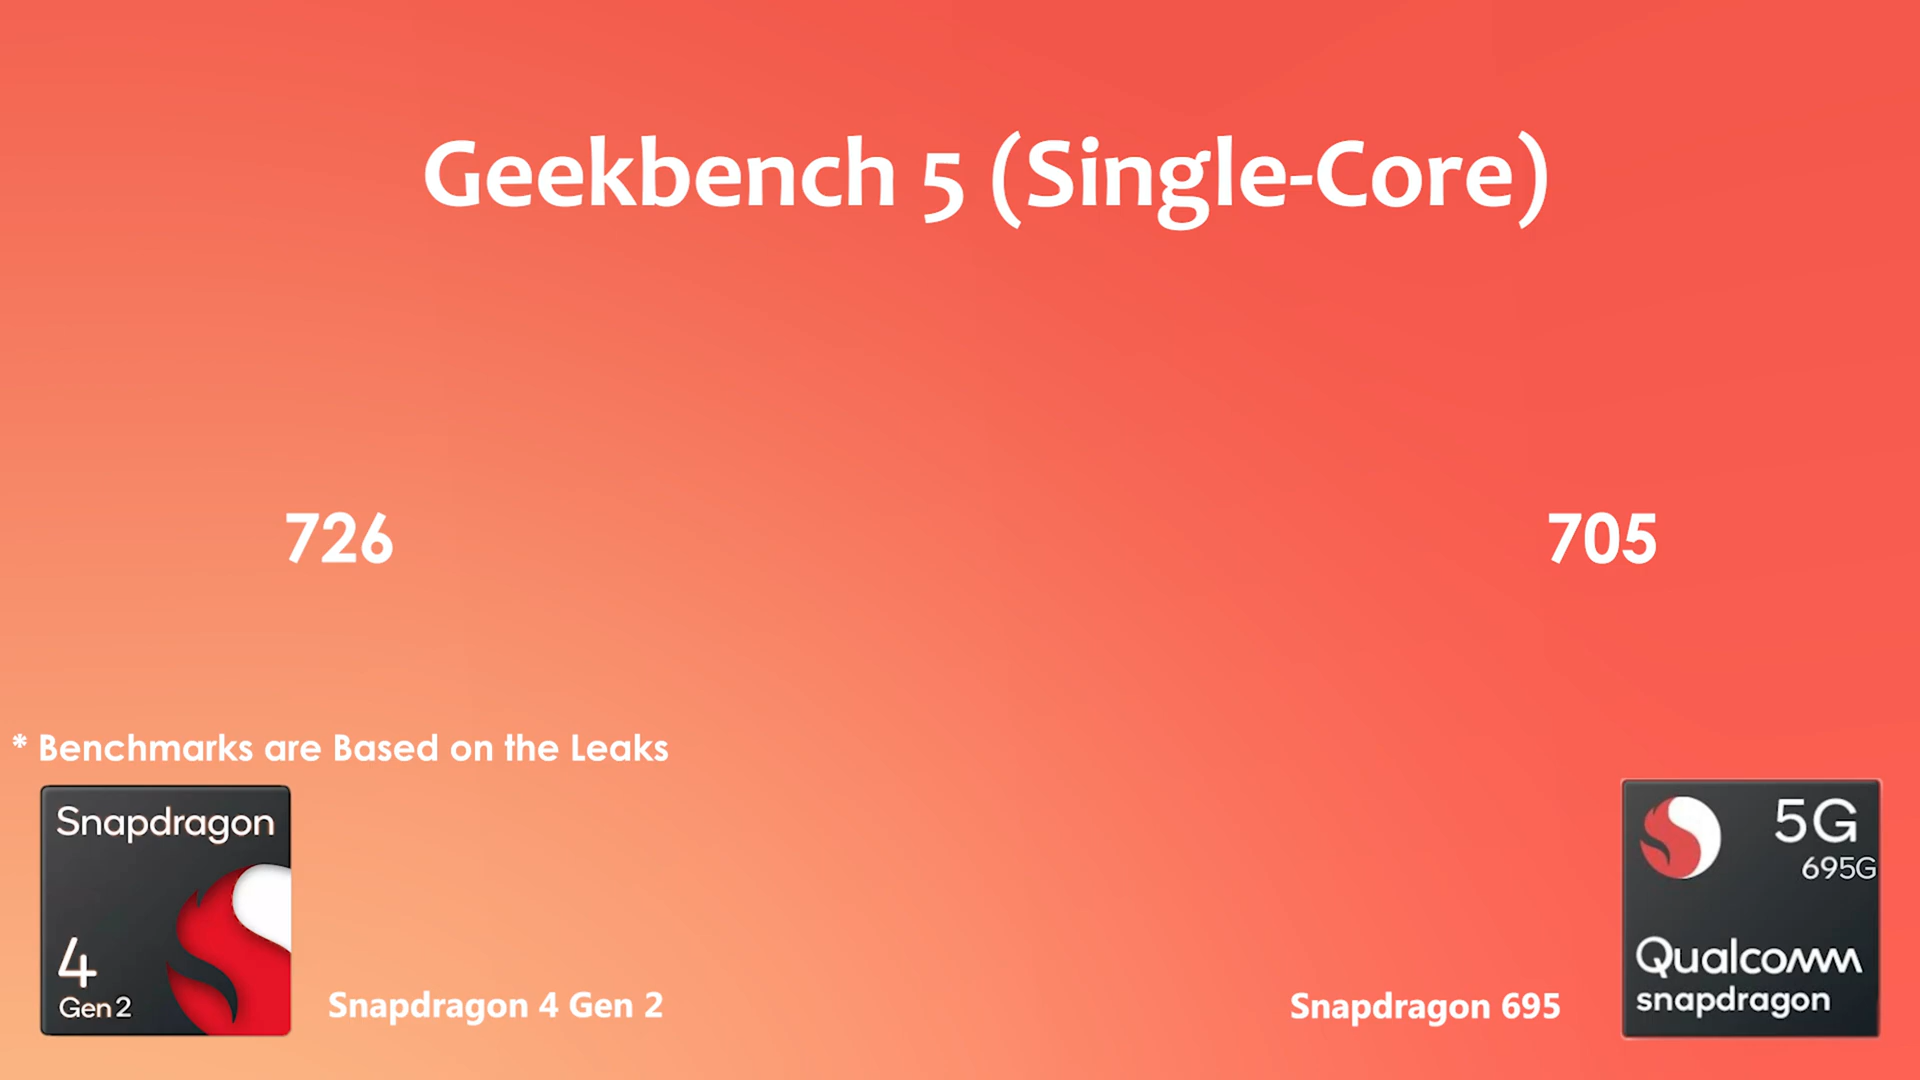 Geekbench 5 (Single-Core)
726
705
* Benchmarks are Based on the Leaks
Snapdragon
4
Gen 2
Snapdragon 4 Gen 2
Snapdragon 695
5G
695G
Qualcomm
snapdragon